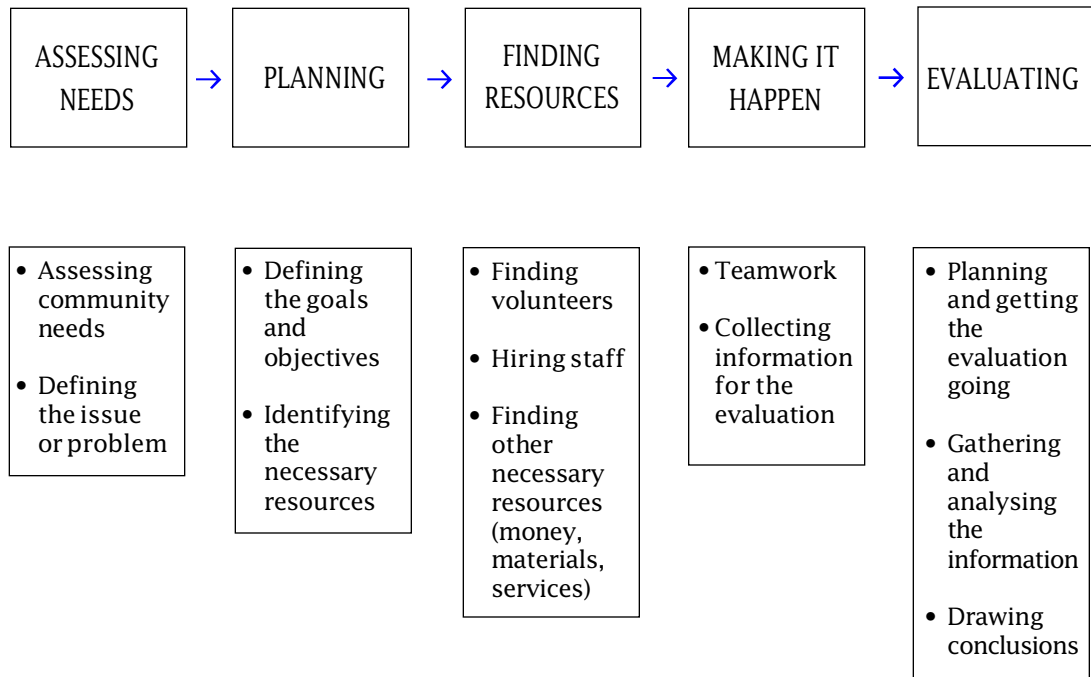 ASSESSING
NEEDS
PLANNING
FINDING
RESOURCES
MAKING IT
HAPPEN
EVALUATING
• Assessing
community
needs
• Defining
the issue
or problem
• Defining
the goals
and
objectives
• Identifying
the
necessary
resources
• Finding
volunteers
• Hiring staff
• Finding
other
necessary
resources
(money,
materials,
services)
• Teamwork
• Collecting
information
for the
evaluation
• Planning
and getting
the
evaluation
going
• Gathering
and
analysing
the
information
• Drawing
conclusions